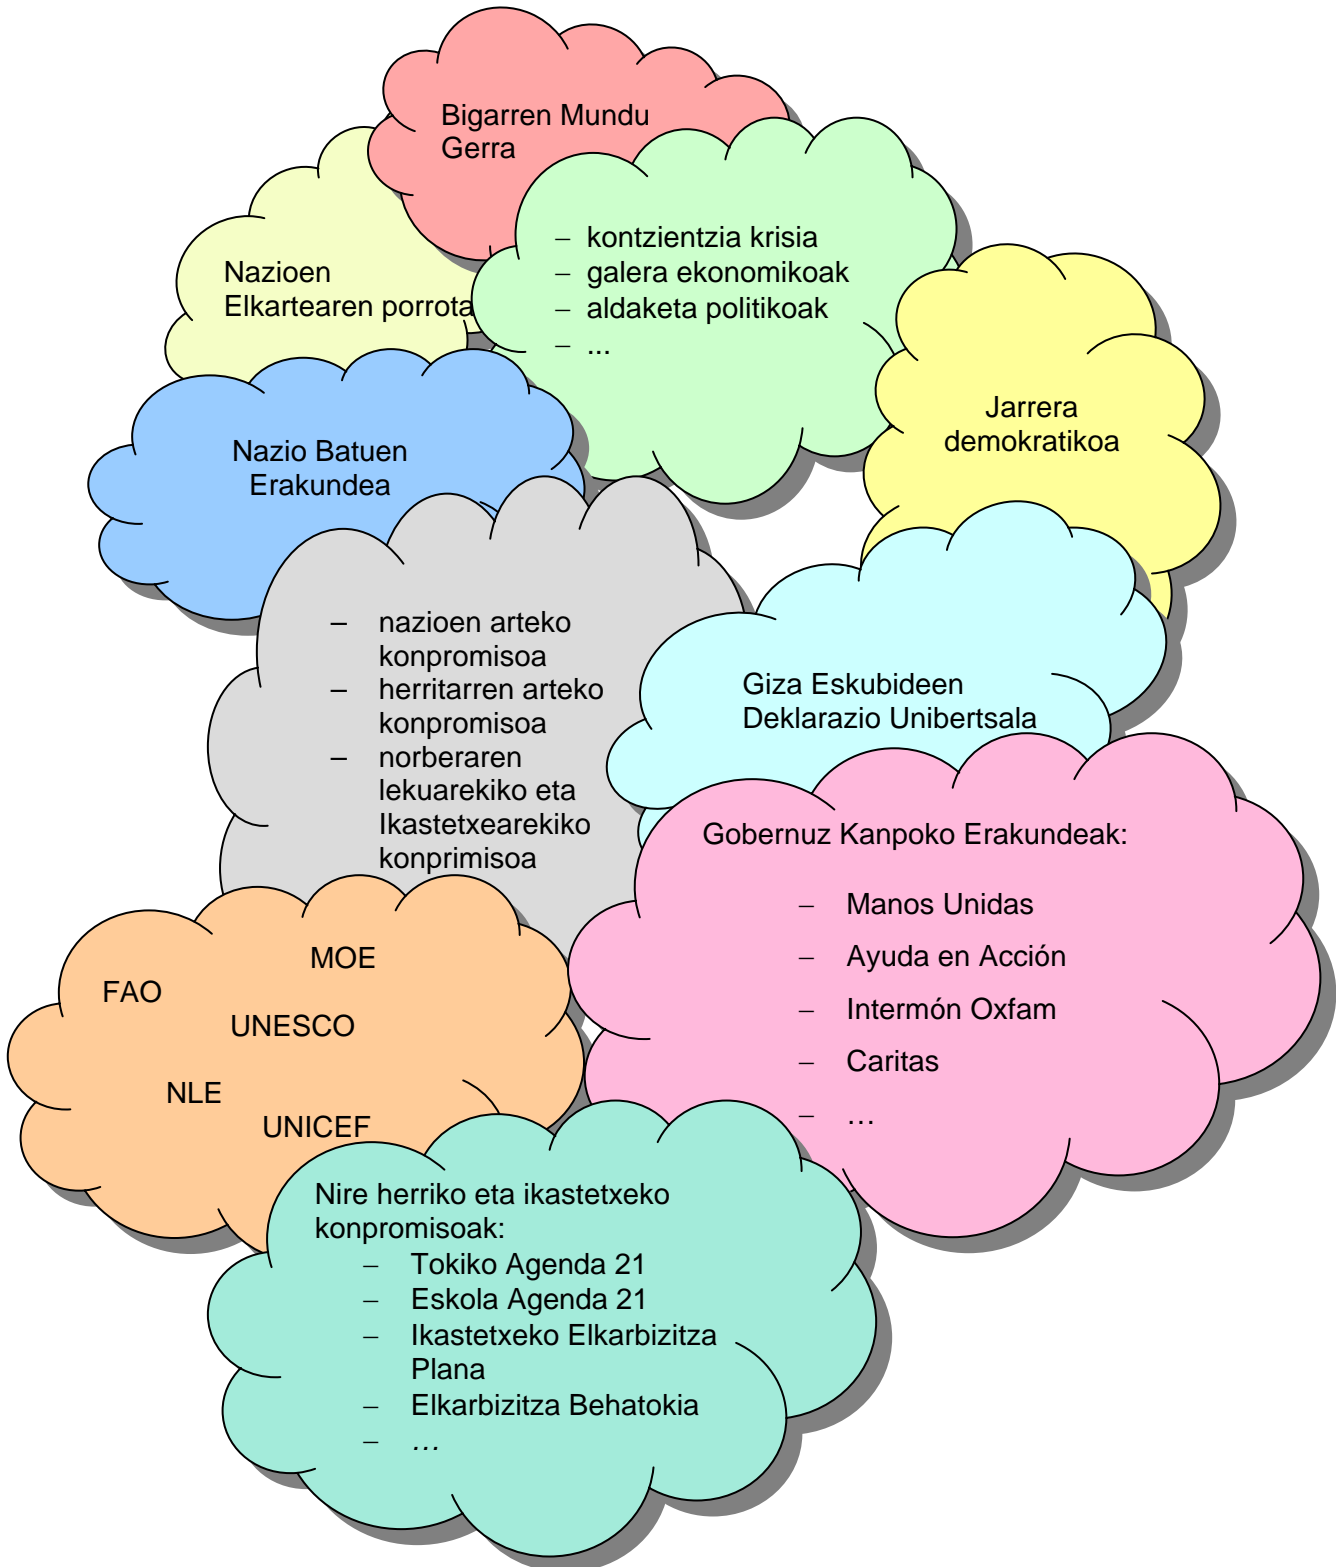 Bigarren Mundu
Gerra
– kontzientzia krisia
– galera ekonomikoak
– aldaketa politikoak
– ...
Nazioen
Elkartearen porrota
Jarrera
demokratikoa
Nazio Batuen
Erakundea
– nazioen arteko
konpromisoa
– herritarren arteko
konpromisoa
– norberaren
lekuarekiko eta
Ikastetxearekiko
konprimisoa
Giza Eskubideen
Deklarazio Unibertsala
Gobernuz Kanpoko Erakundeak:
– Manos Unidas
– Ayuda en Acción
– Intermón Oxfam
– Caritas
– …
MOE
FAO
UNESCO
NLE
UNICEF
Nire herriko eta ikastetxeko
konpromisoak:
– Tokiko Agenda 21
– Eskola Agenda 21
– Ikastetxeko Elkarbizitza
Plana
– Elkarbizitza Behatokia
– …